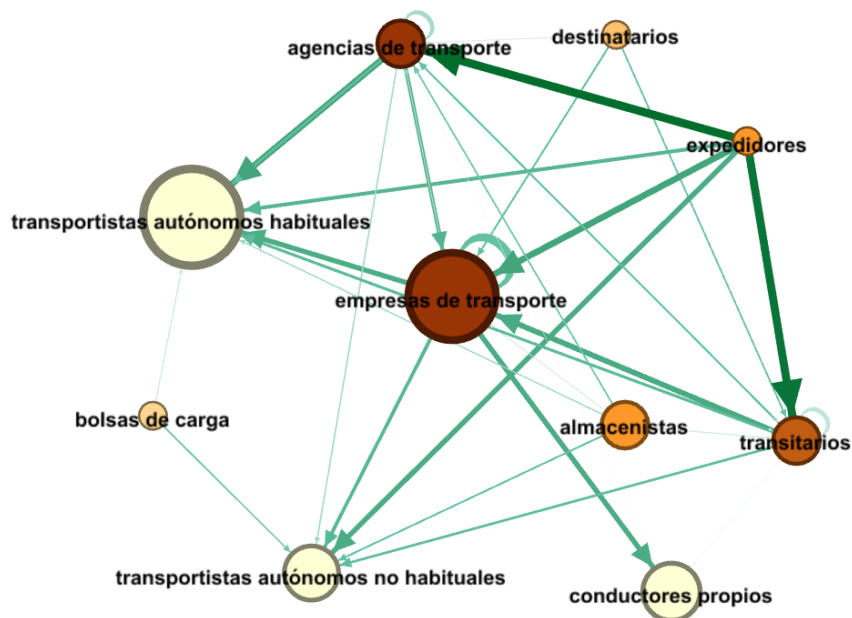 destinatarios
agencias de transporte
expedidores
transportistas autónomos habituales
empresas de transporte
bolsas de carga
almacenistas
transitarios
transportistas autónomos no habituales
conductores propios